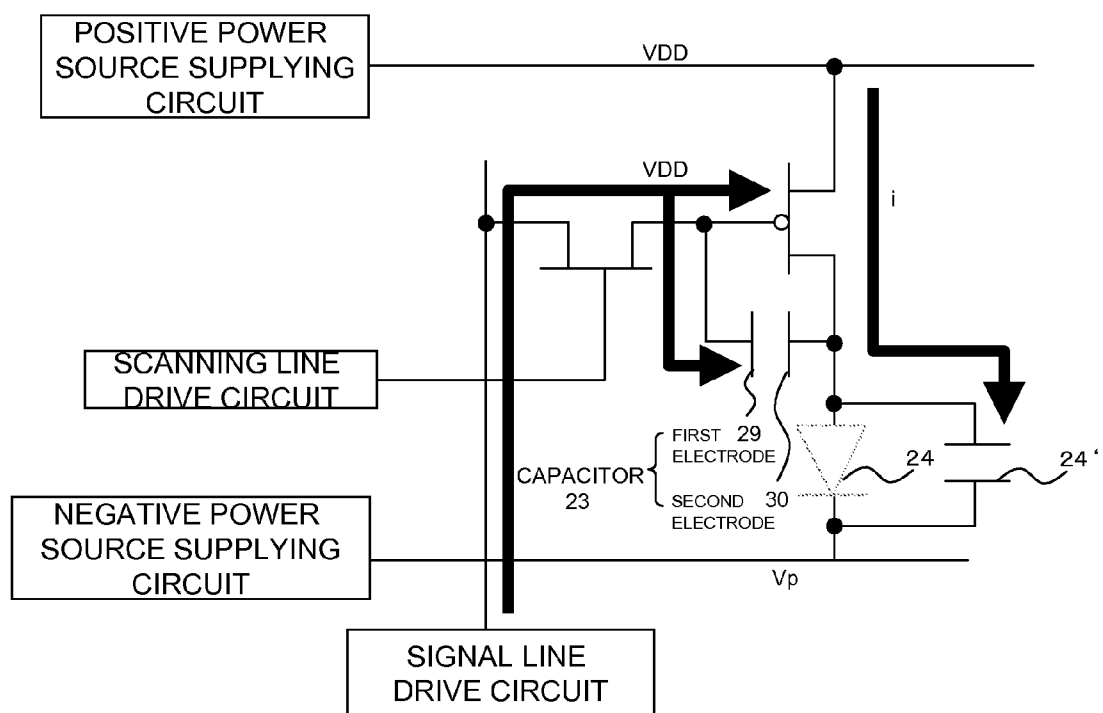 POSITIVE POWER
SOURCE SUPPLYING
CIRCUIT
VDD
VDD
i
SCANNING LINE
DRIVE CIRCUIT
FIRST 29
ELECTRODE
CAPACITOR
23
SECOND 30
ELECTRODE
24
24‘
NEGATIVE POWER
SOURCE SUPPLYING
CIRCUIT
Vp
SIGNAL LINE
DRIVE CIRCUIT